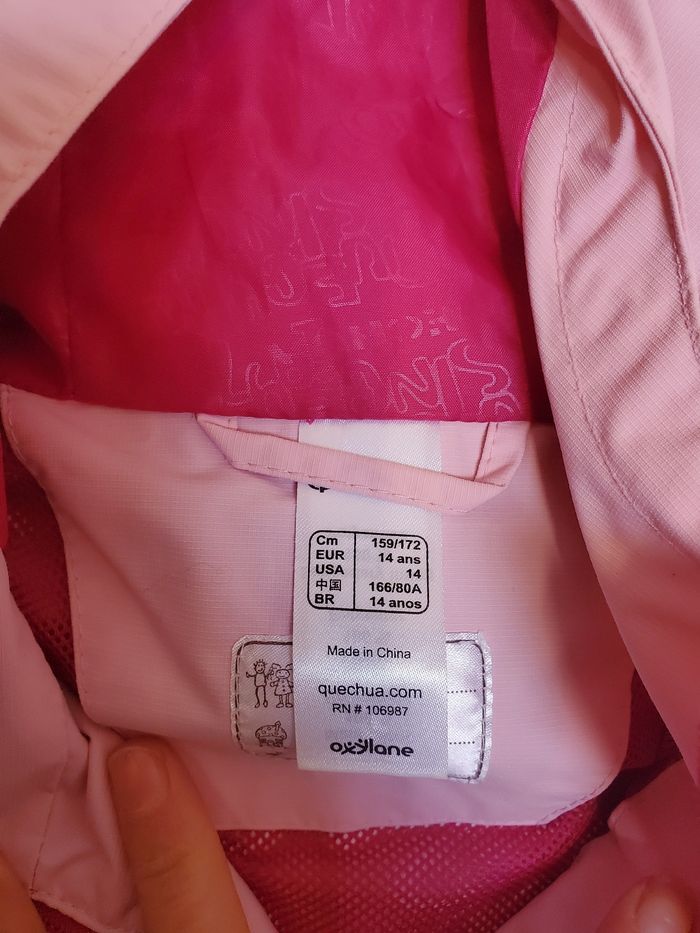 Cm 159/172
EUR 14 ans
USA 14
中国 166/80A
BR 14 anos
Made in China
quechua.com
RN # 106987
oxylane